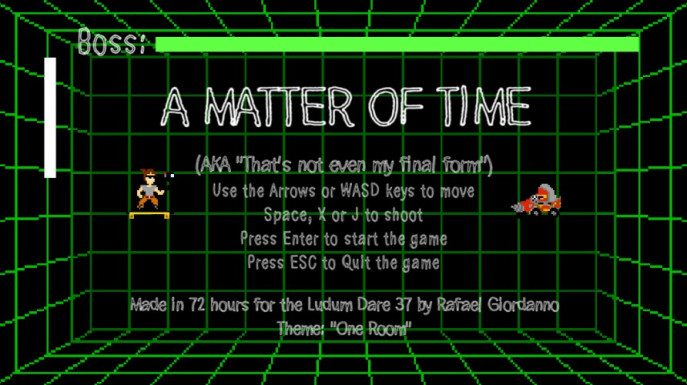 Boss:
A MATTER OF TIME
(AKA "That's not even my final form")
Use the Arrows or WASD keys to move
Space, X or J to shoot
Press Enter to start the game
Press ESC to Quit the game
Made in 72 hours for the Ludum Dare 37 by Rafael Giordanno
Theme: "One Room"